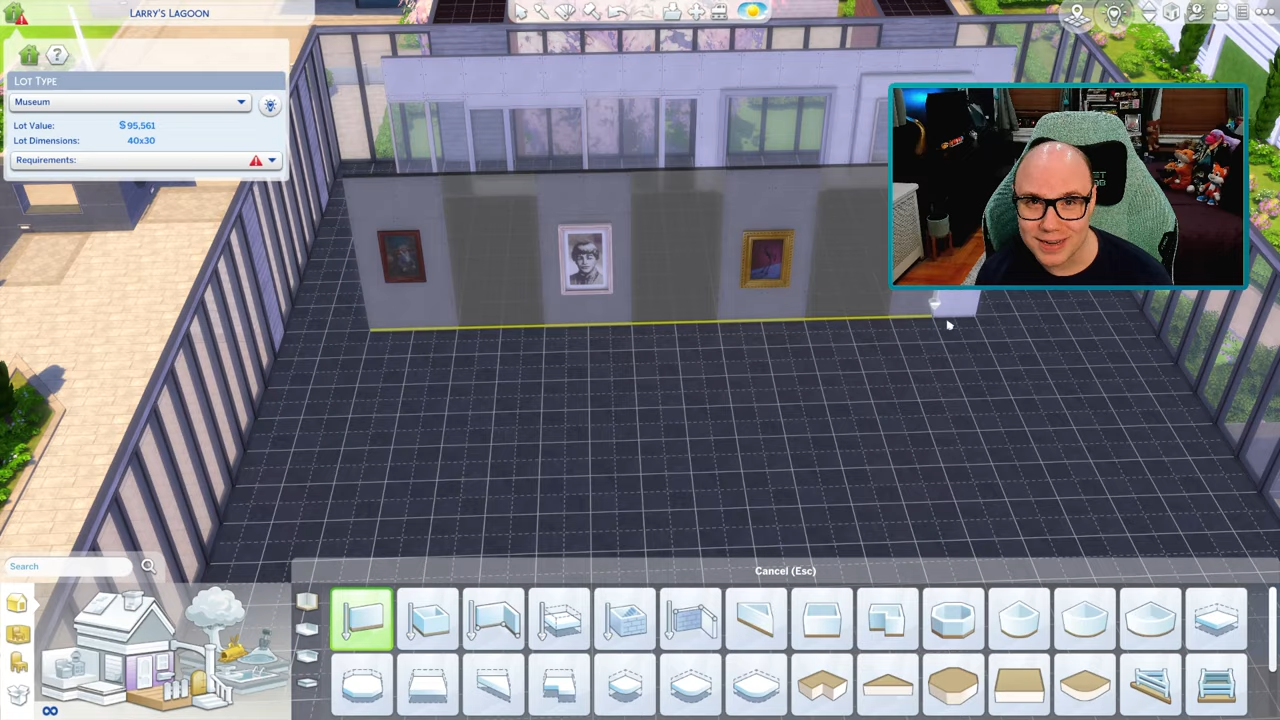 LARRY'S LAGOON
LOT TYPE
Museum
Lot Value: $95,561
Lot Dimensions: 40x30
Requirements:
Search
Cancel (Esc)